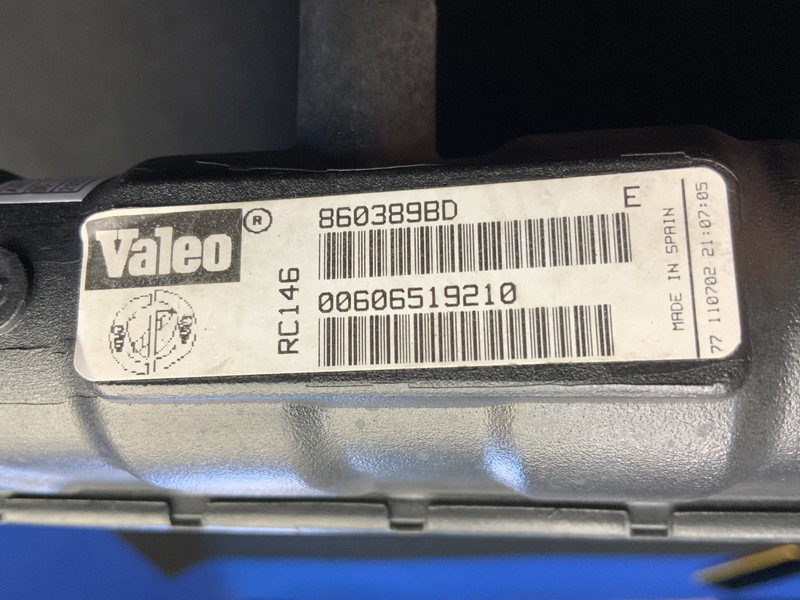 Valeo ®
860389BD
E
RC146
00606519210
MADE IN SPAIN
77 110702 21:07:05